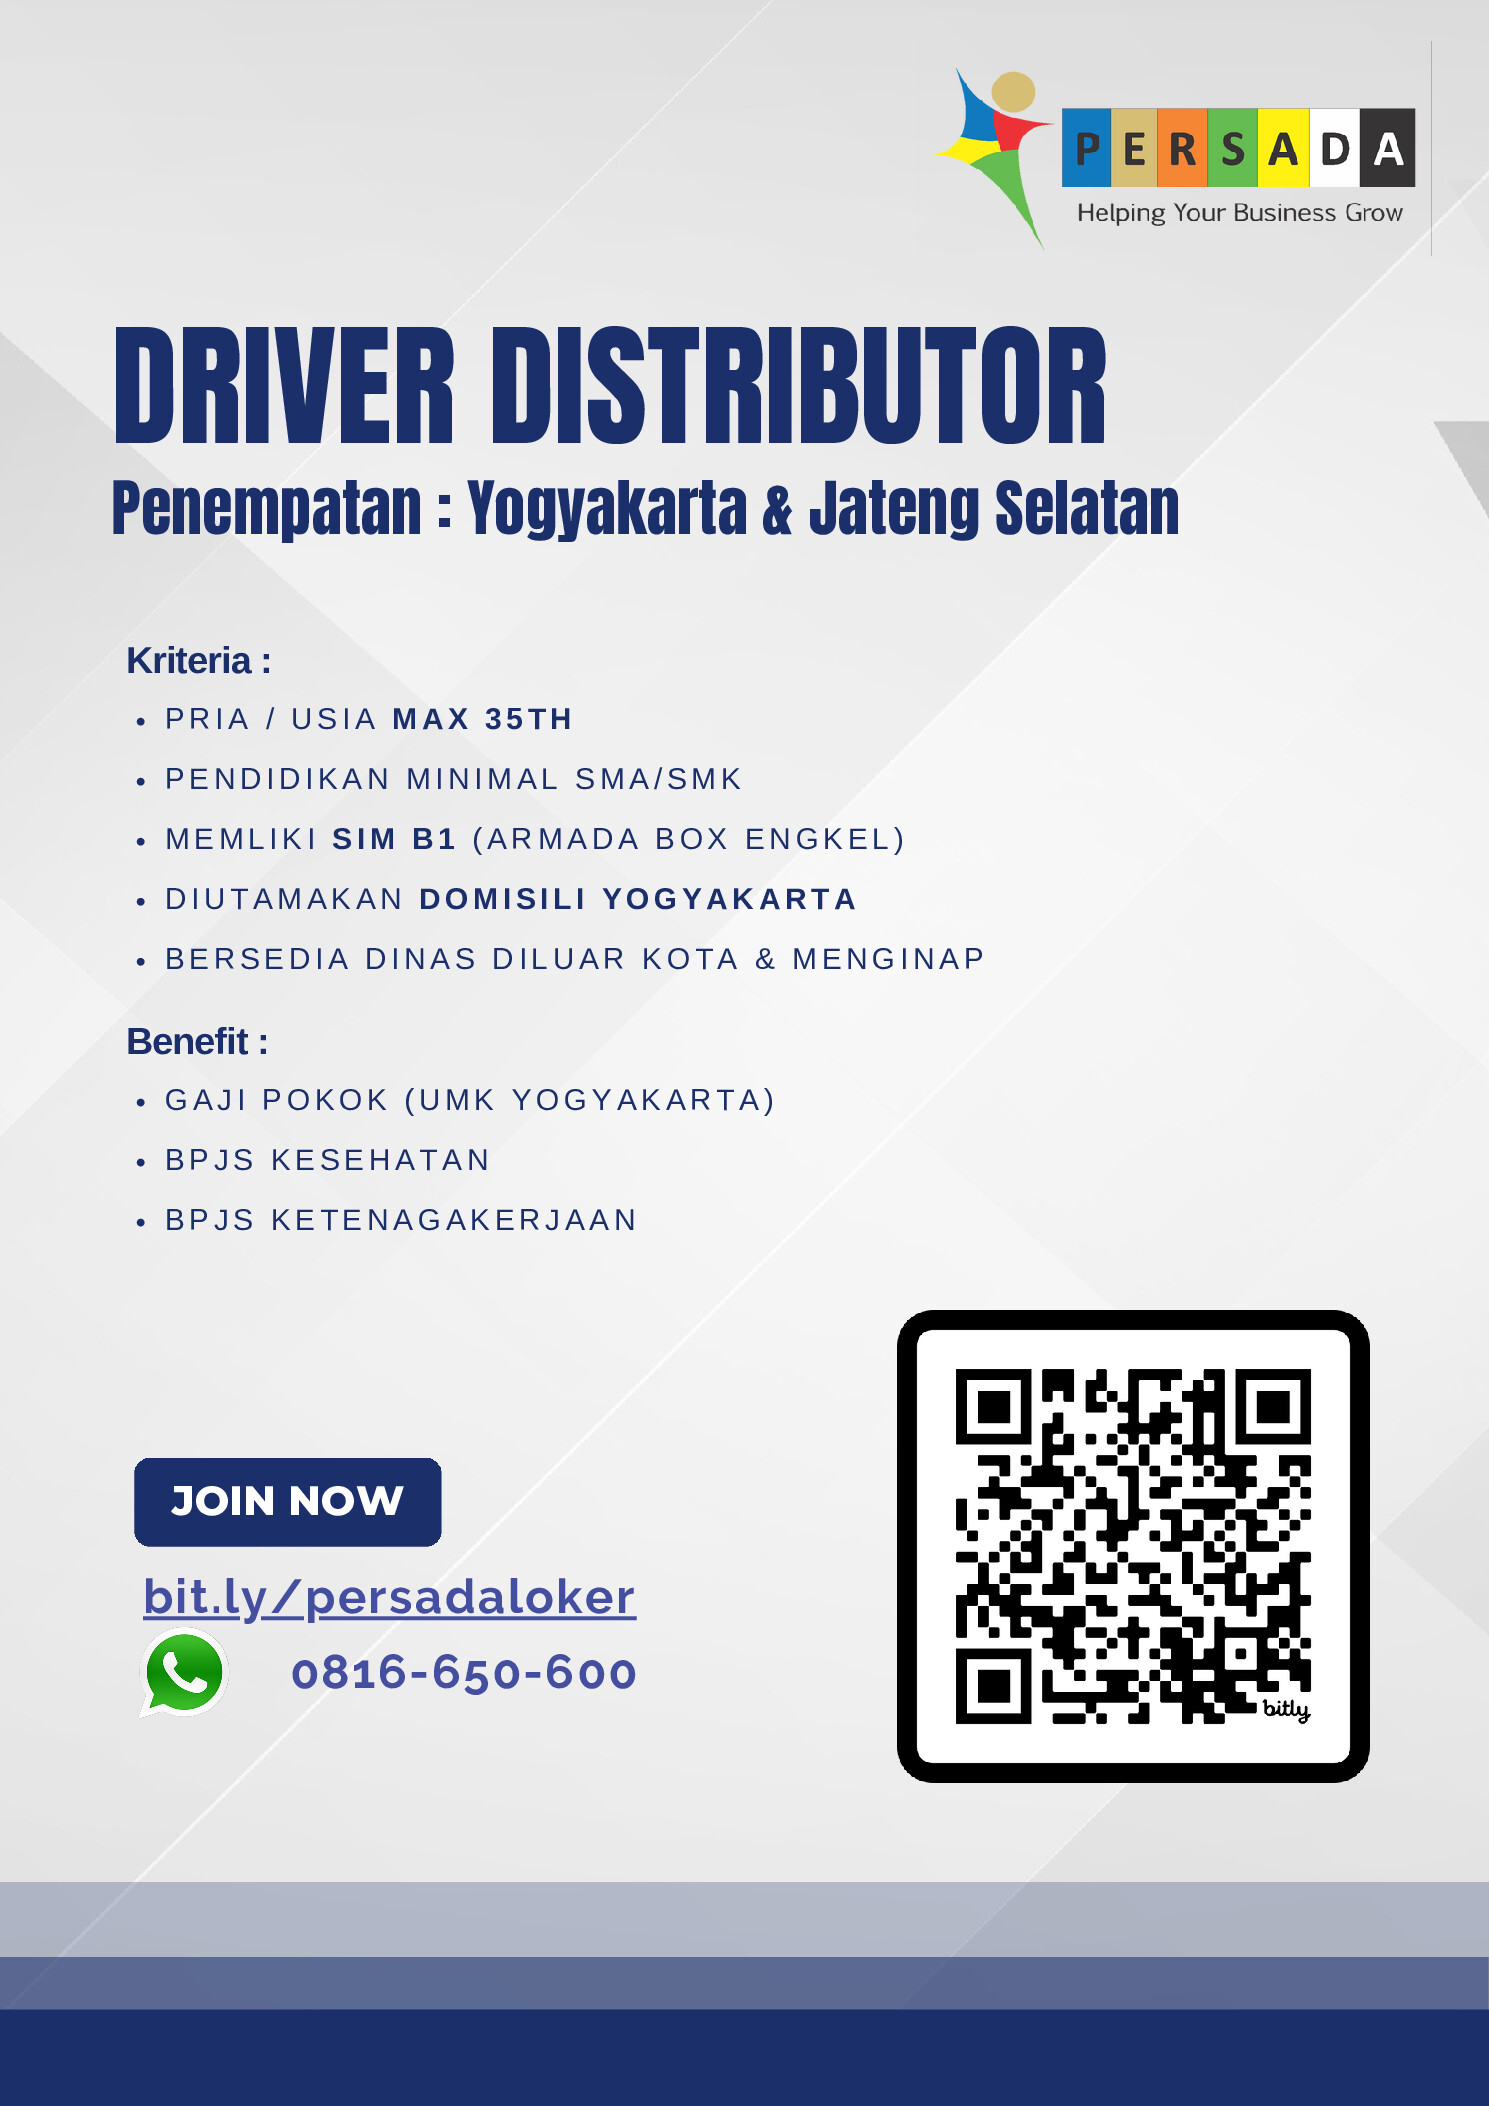 PERSADA
Helping Your Business Grow
DRIVER DISTRIBUTOR
Penempatan : Yogyakarta & Jateng Selatan
Kriteria :
• PRIA / USIA MAX 35TH
• PENDIDIKAN MINIMAL SMA/SMK
• MEMLIKI SIM B1 (ARMADA BOX ENGKEL)
• DIUTAMAKAN DOMISILI YOGYAKARTA
• BERSEDIA DINAS DILUAR KOTA & MENGINAP
Benefit :
• GAJI POKOK (UMK YOGYAKARTA)
• BPJS KESEHATAN
• BPJS KETENAGAKERJAAN
JOIN NOW
bit.ly/persadaloker
0816-650-600
bitly